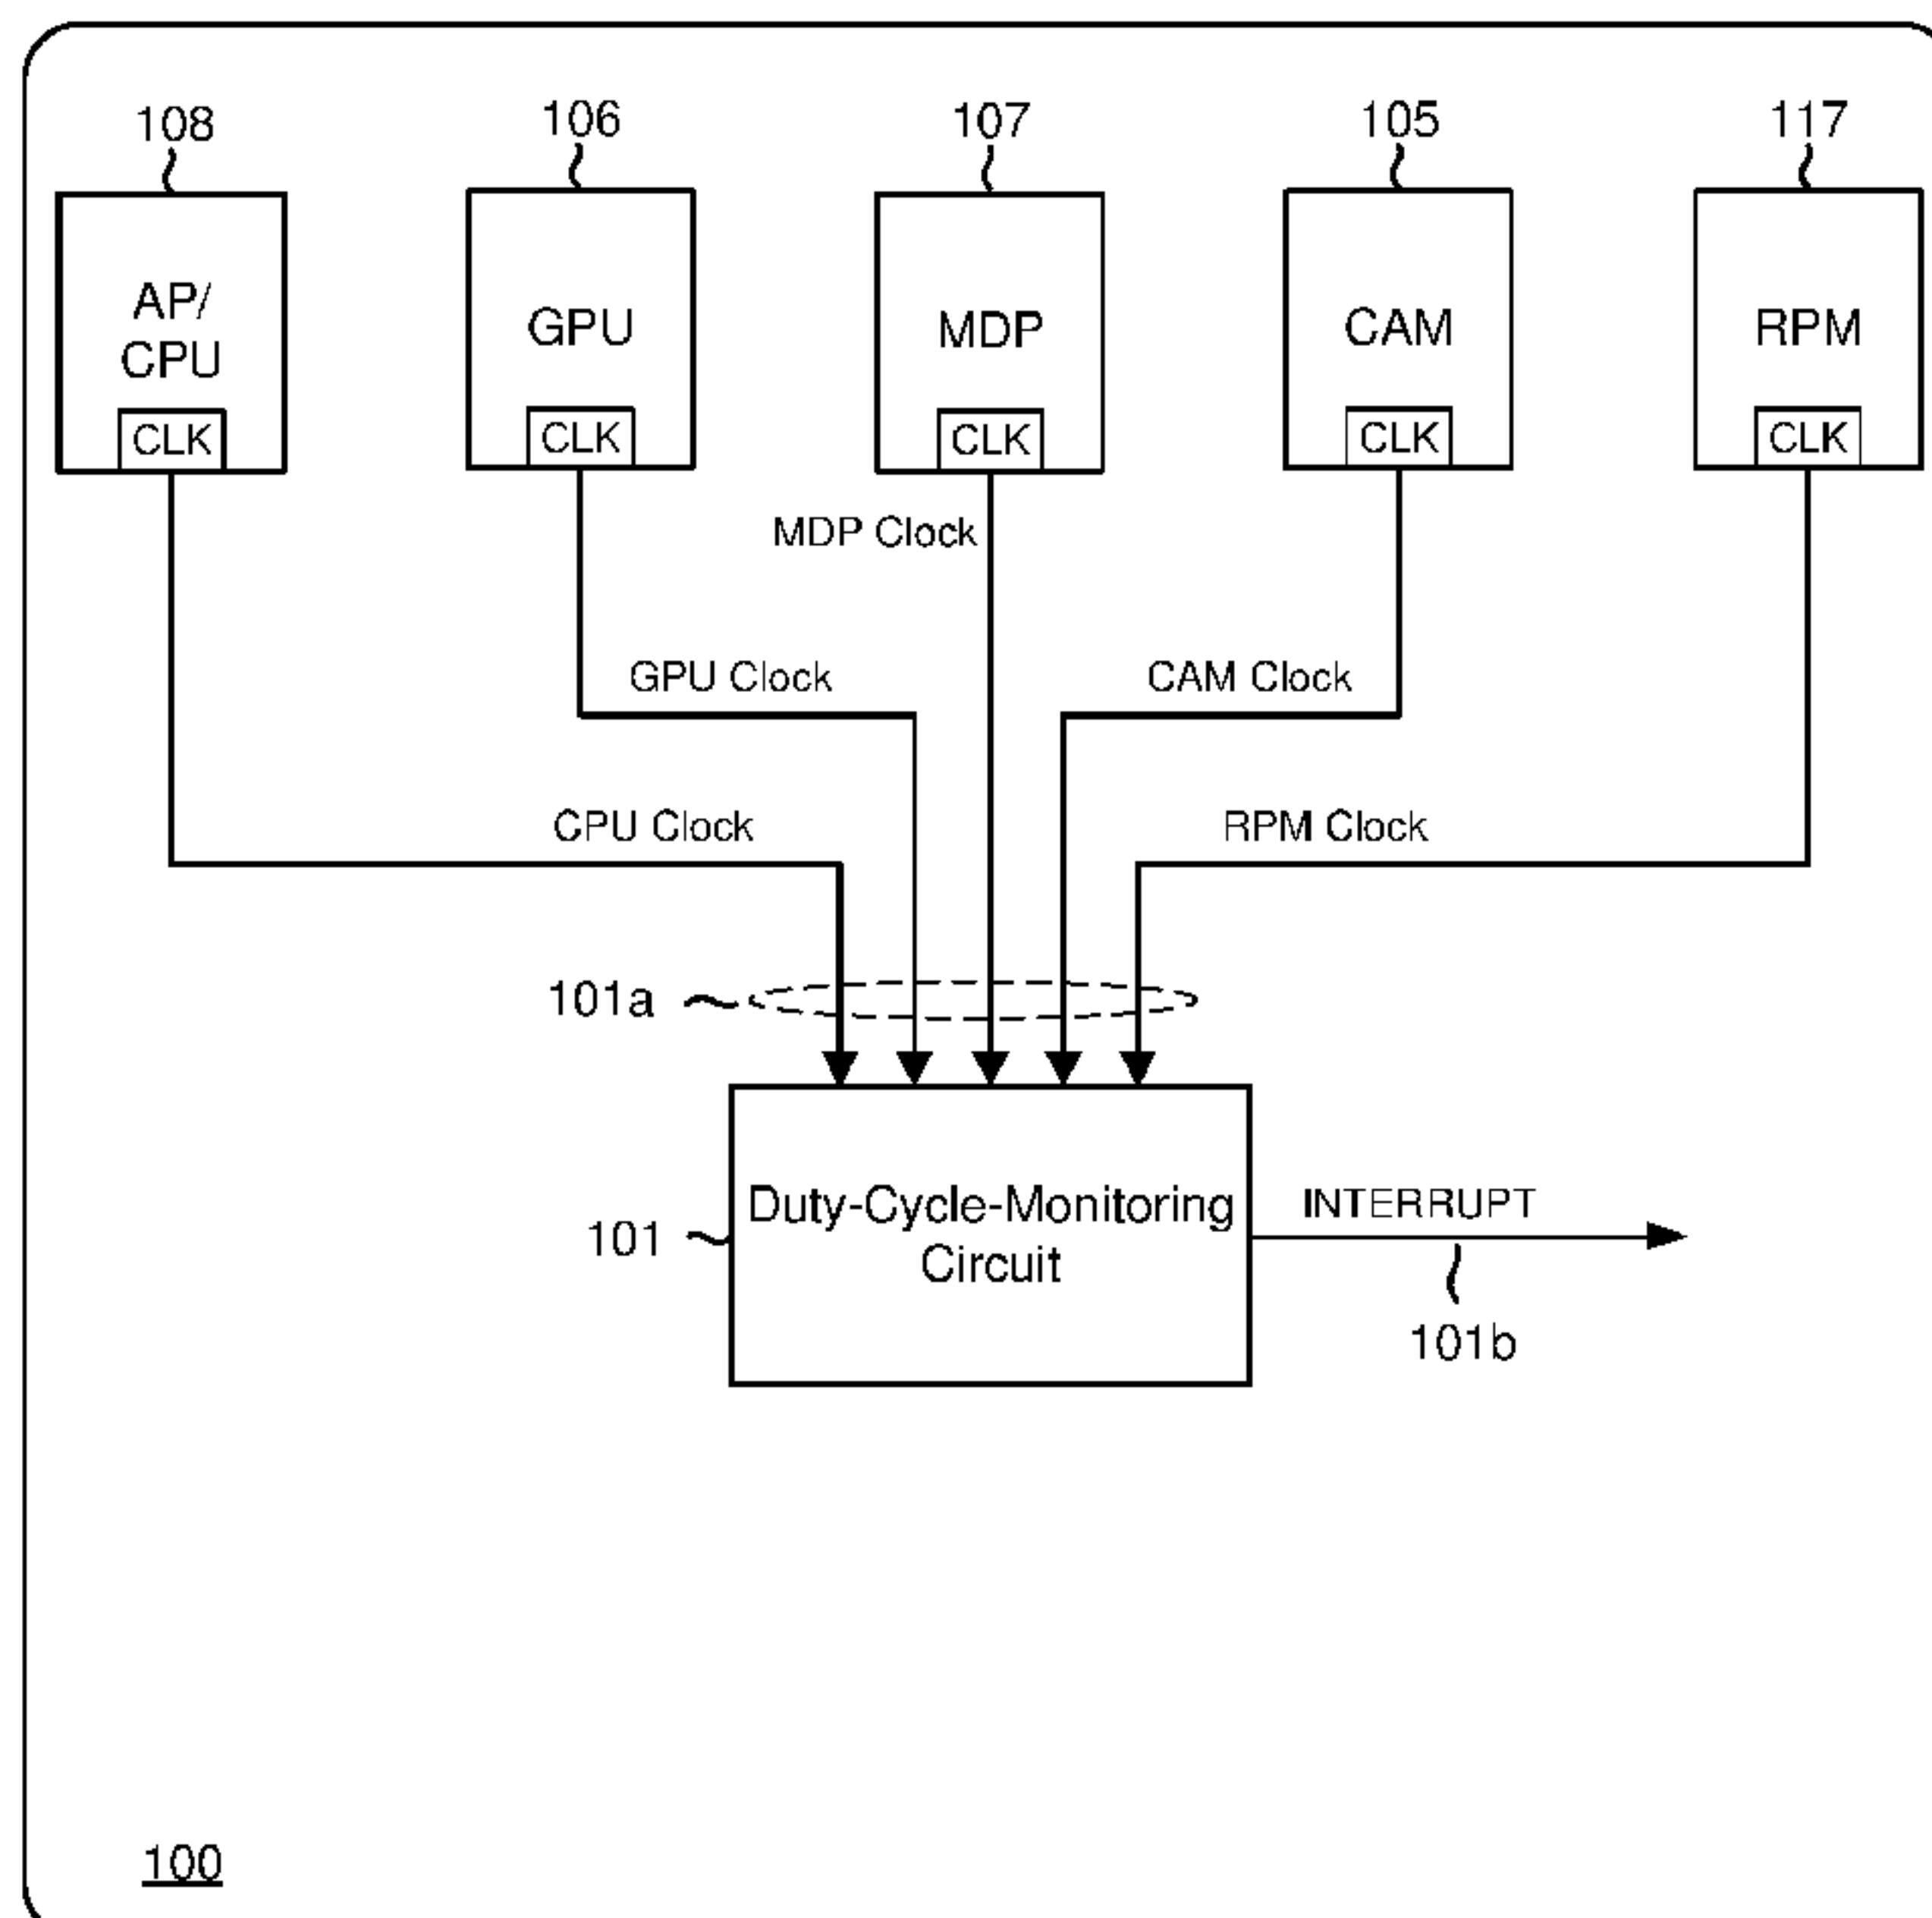 108
106
107
105
117
AP/
CPU
GPU
MDP
CAM
RPM
CLK
CLK
CLK
CLK
CLK
MDP Clock
GPU Clock
CAM Clock
CPU Clock
RPM Clock
101a
101
Duty-Cycle-Monitoring
Circuit
INTERRUPT
101b
100